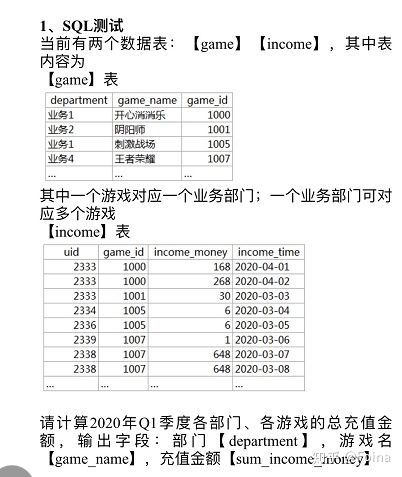 1、SQL测试
当前有两个数据表：【game】【income】, 其中表
内容为
【game】表
department game_name game_id
业务1 开心消消乐 1000
业务2 阴阳师 1001
业务1 刺激战场 1005
业务4 王者荣耀 1007
... ... ...
其中一个游戏对应一个业务部门；一个业务部门可对
应多个游戏
【income】表
uid game_id income_money income_time
2333 1000 168 2020-04-01
2333 1000 268 2020-04-02
2333 1001 30 2020-03-03
2334 1005 6 2020-03-04
2336 1005 6 2020-03-05
2339 1007 1 2020-03-06
2338 1007 648 2020-03-07
2338 1007 648 2020-03-08
... ... ... ...
请计算2020年Q1季度各部门、各游戏的总充值金
额, 输出字段：部门【department】, 游戏名
【game_name】, 充值金额【sum_income_money】